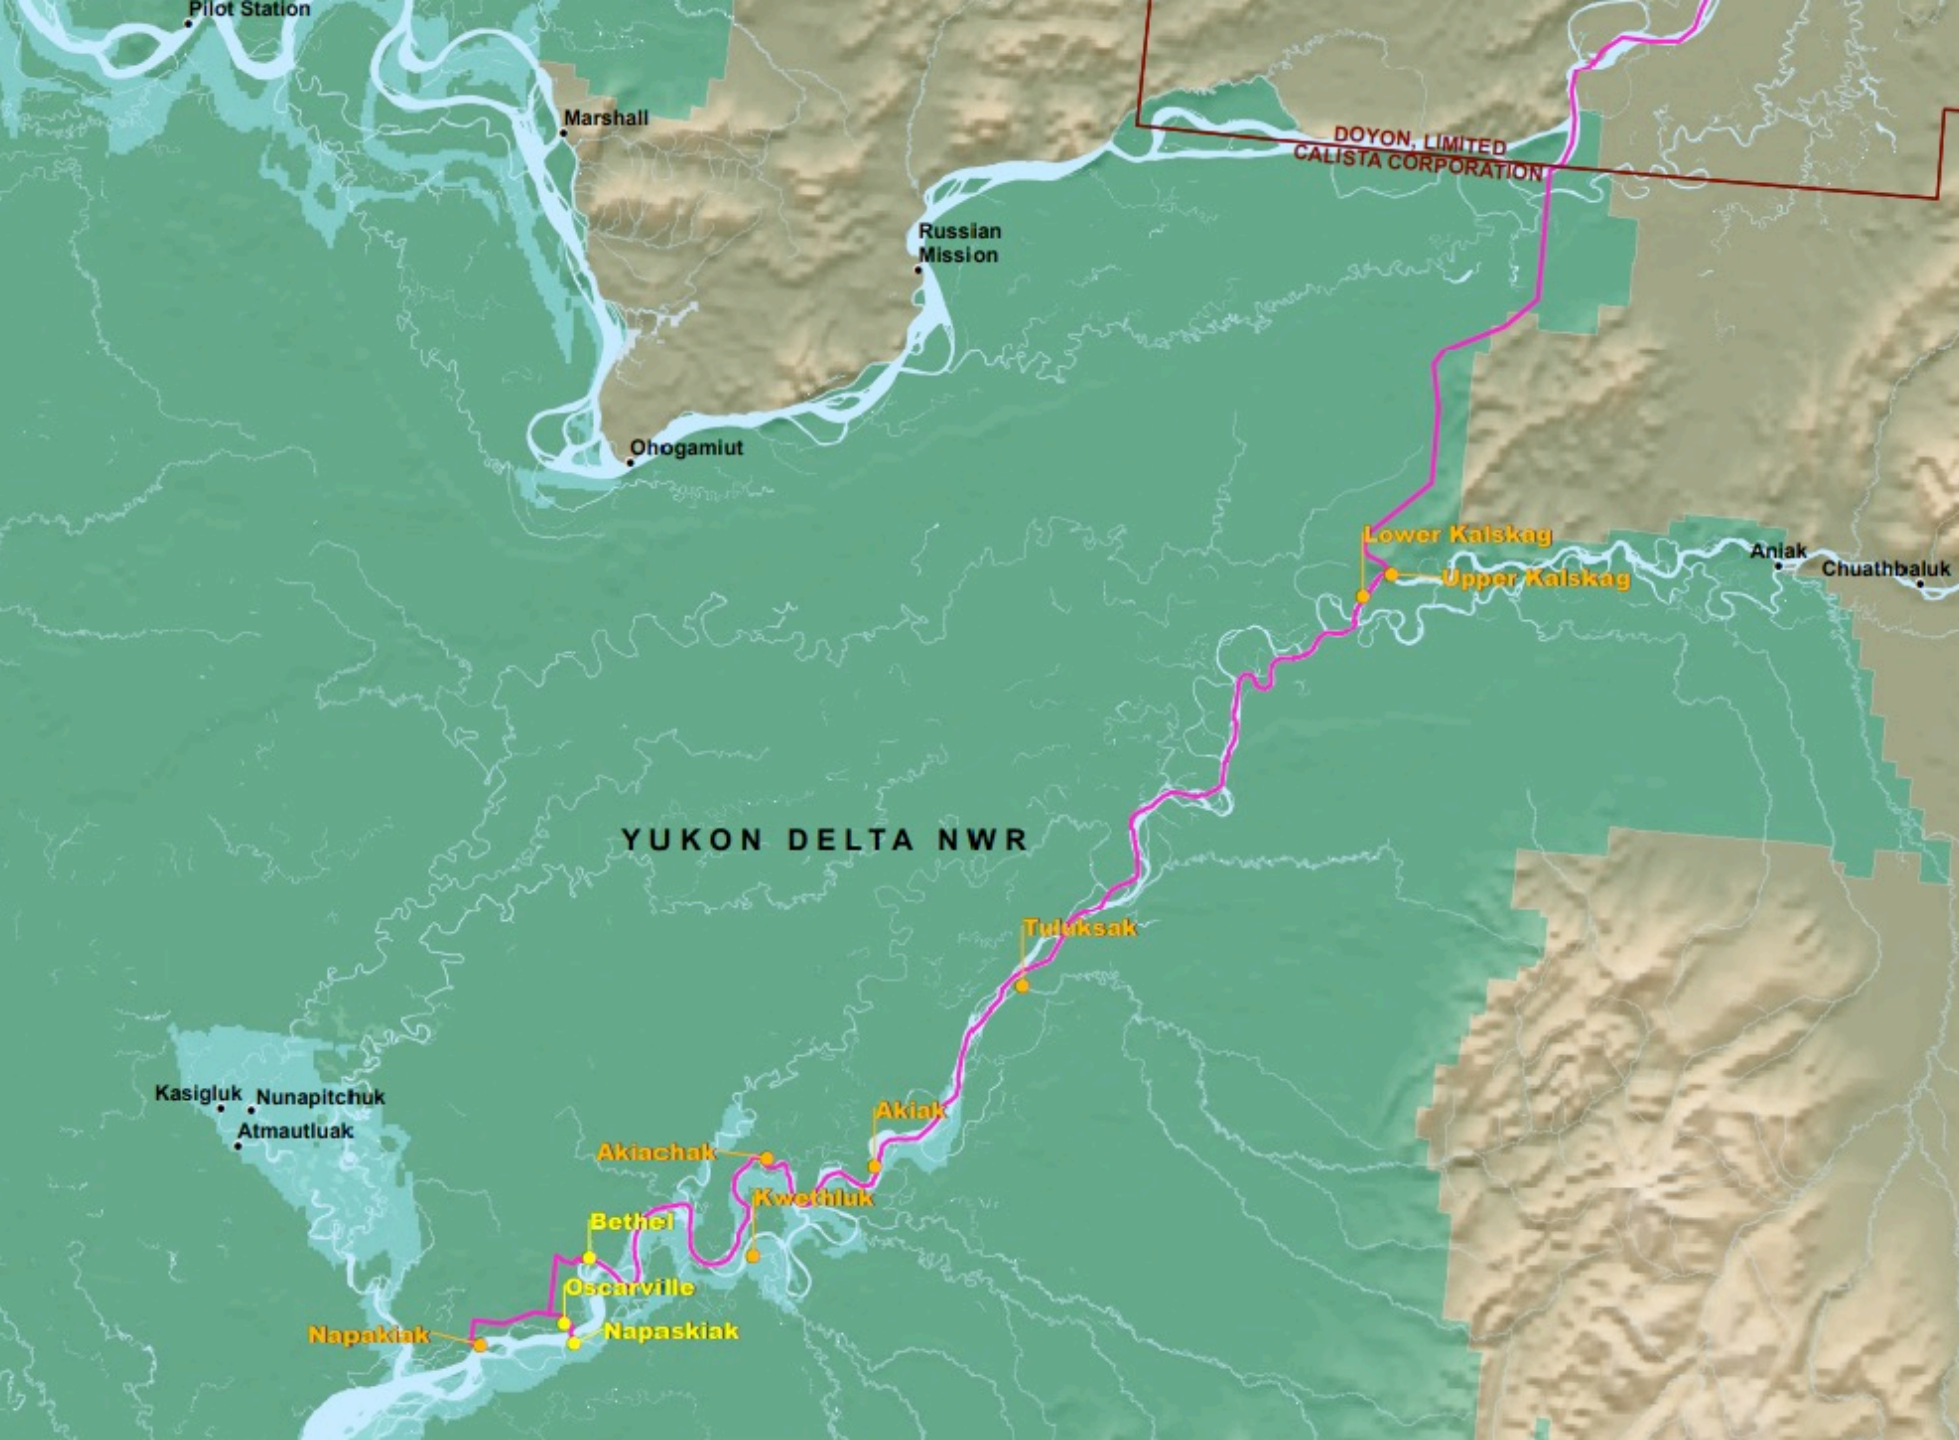 Pilot Station
Marshall
DOYON, LIMITED
CALISTA CORPORATION
Russian
Mission
Ohogamiut
Lower Kalskag
Aniak
Upper Kalskag
Chuathbaluk
YUKON DELTA NWR
Tuluksak
Kasigluk
Nunapitchuk
Atmautluak
Akiak
Akiachak
Kwethluk
Bethel
Oscarville
Napakiak
Napaskiak